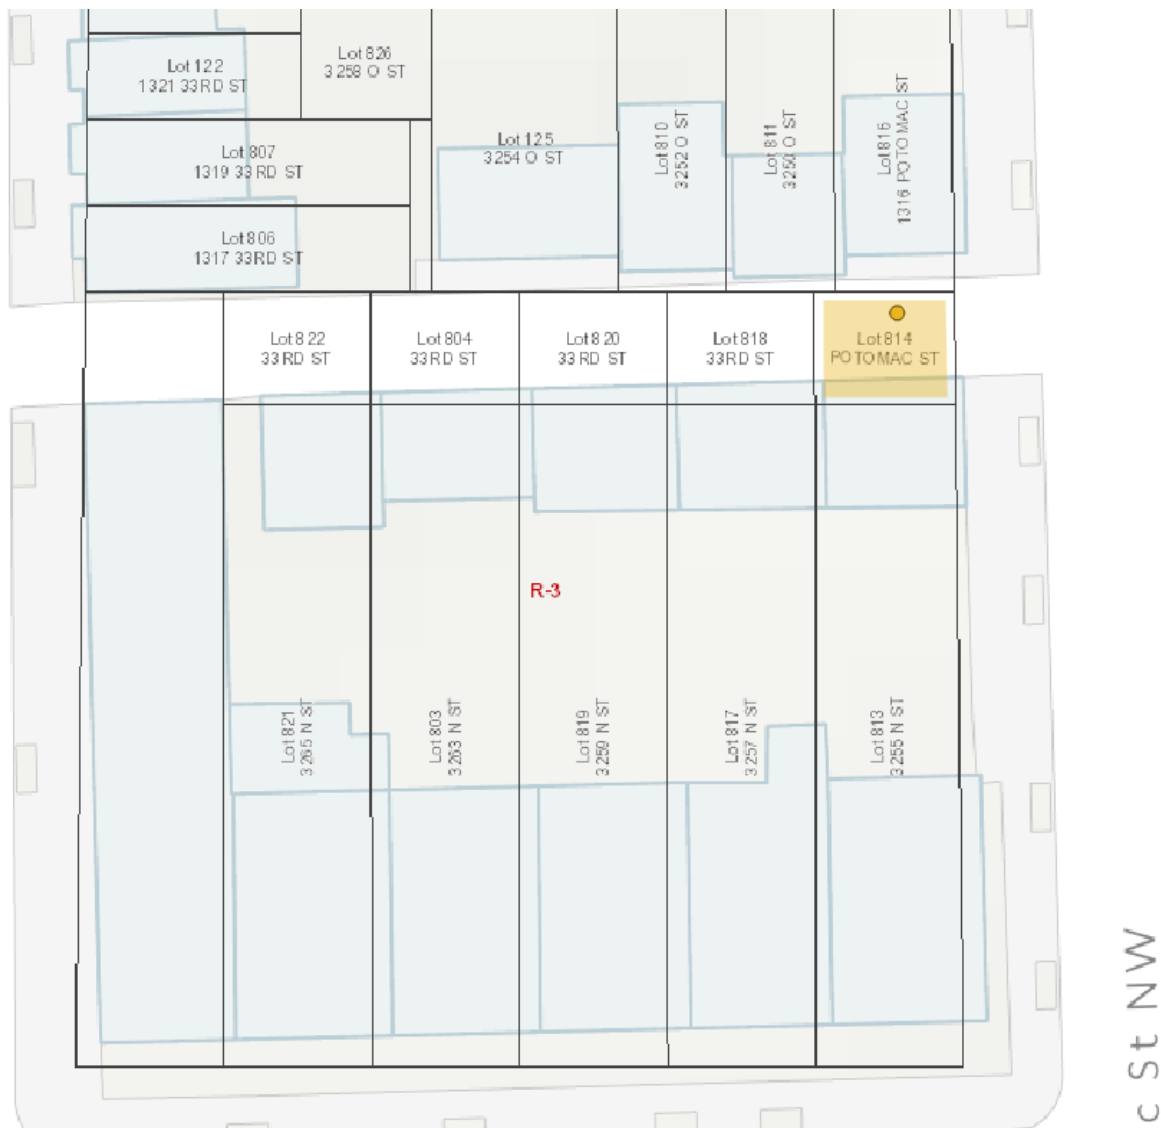 Lot 826
3258 O ST
Lot 122
1321 33RD ST
Lot 125
3254 O ST
Lot 810
3252 O ST
Lot 811
3250 O ST
Lot 816
1316 POTOMAC ST
Lot 807
1319 33RD ST
Lot 806
1317 33RD ST
Lot 822
33RD ST
Lot 804
33RD ST
Lot 820
33RD ST
Lot 818
33RD ST
Lot 814
POTOMAC ST
R-3
Lot 821
3265 N ST
Lot 803
3263 N ST
Lot 819
3259 N ST
Lot 817
3257 N ST
Lot 813
3255 N ST
c St NW